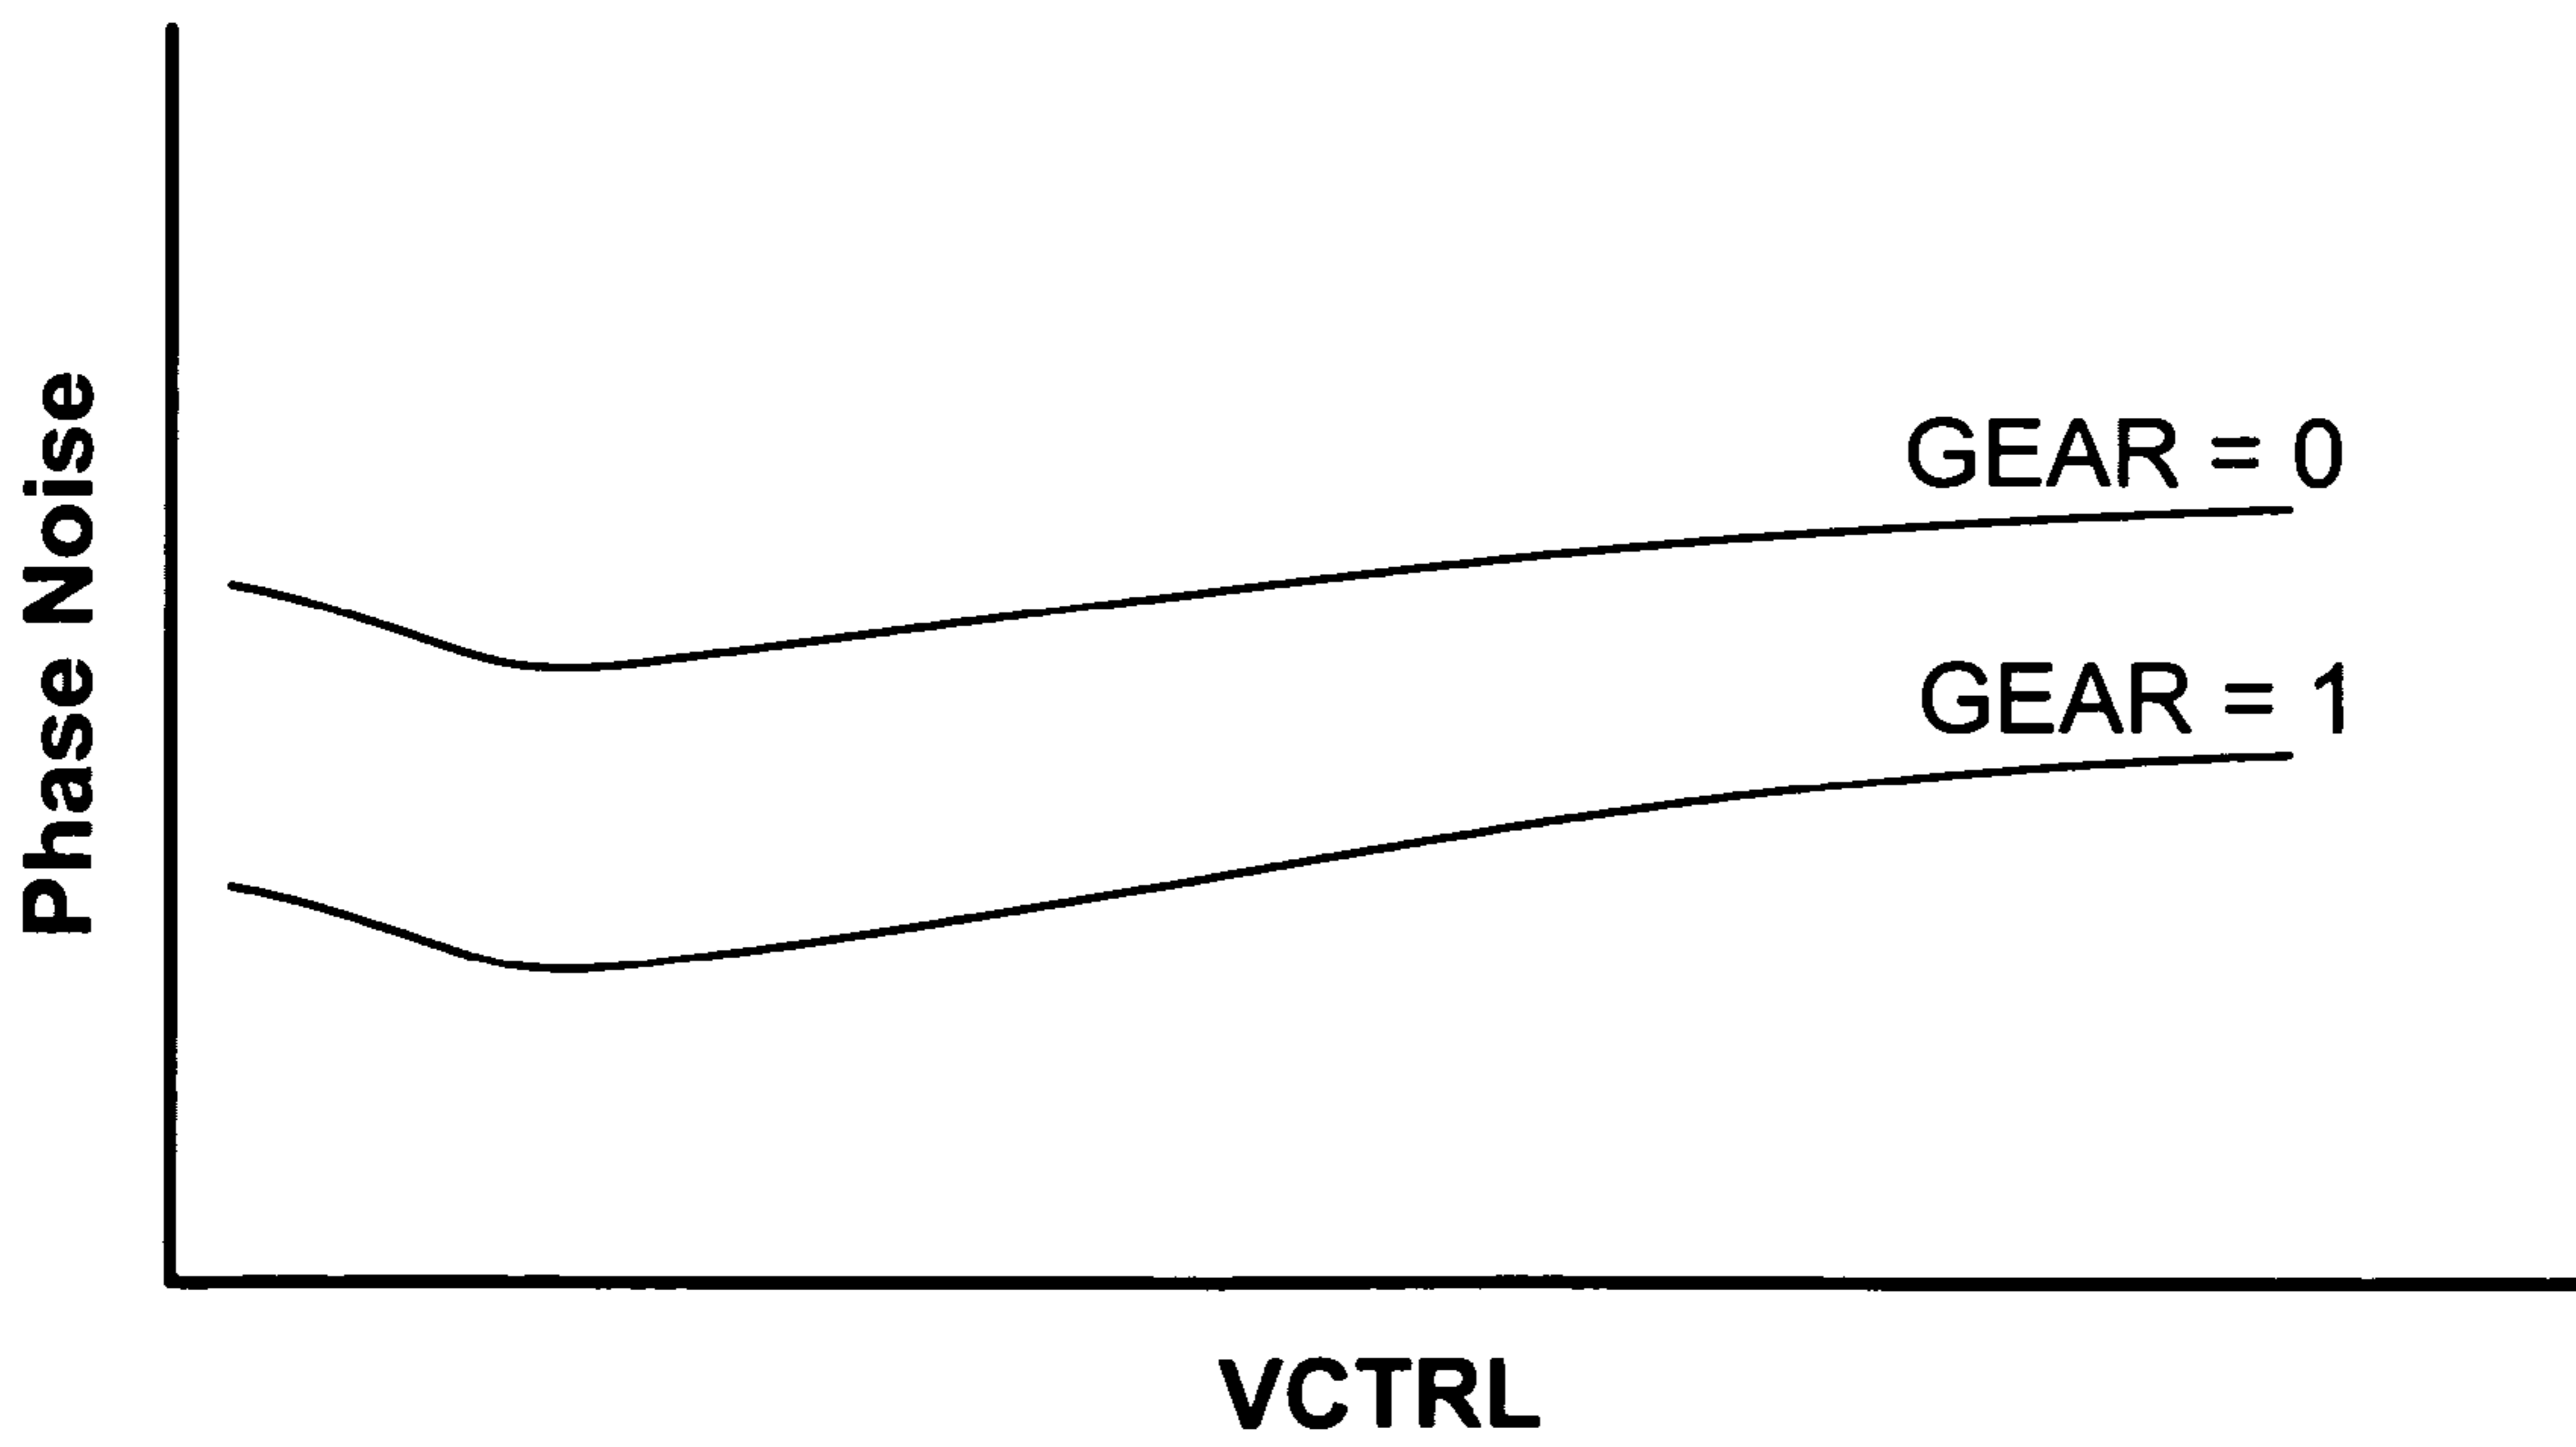 Phase Noise
GEAR = 0
GEAR = 1
VCTRL